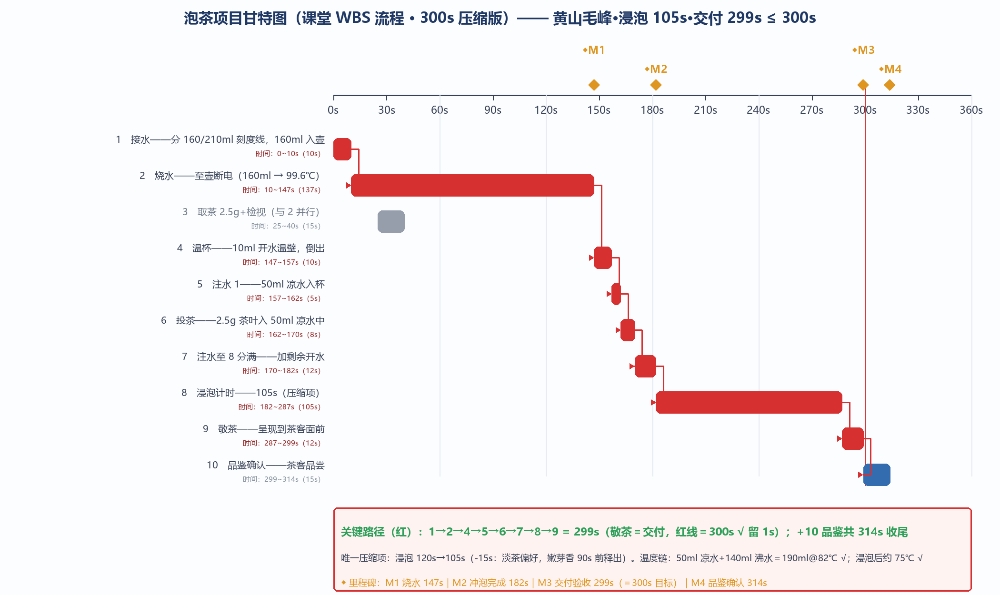 泡茶项目甘特图（课堂 WBS 流程 • 300s 压缩版）—— 黄山毛峰•浸泡 105s•交付 299s ≤ 300s
◆M1
◆M3
◆M2
◆M4
0s 30s 60s 90s 120s 150s 180s 210s 240s 270s 300s 330s 360s
1 接水——分 160/210ml 刻度线，160ml 入壶
时间：0~10s（10s）
2 烧水——至壶断电（160ml → 99.6℃）
时间：10~147s（137s）
3 取茶 2.5g+检视（与 2 并行）
时间：25~40s（15s）
4 温杯——10ml 开水温壁，倒出
时间：147~157s（10s）
5 注水 1——50ml 凉水入杯
时间：157~162s（5s）
6 投茶——2.5g 茶叶入 50ml 凉水中
时间：162~170s（8s）
7 注水至 8 分满——加剩余开水
时间：170~182s（12s）
8 浸泡计时——105s（压缩项）
时间：182~287s（105s）
9 敬茶——呈现到茶客面前
时间：287~299s（12s）
10 品鉴确认——茶客品尝
时间：299~314s（15s）
关键路径（红）：1→2→4→5→6→7→8→9 = 299s（敬茶＝交付，红线＝300s √ 留 1s）；+10 品鉴共 314s 收尾
唯一压缩项：浸泡 120s→105s（-15s：淡茶偏好，嫩芽香 90s 前释出）。温度链：50ml 凉水+140ml 沸水＝190ml@82℃ √；浸泡后约 75℃ √
◆ 里程碑：M1 烧水 147s｜M2 冲泡完成 182s｜M3 交付验收 299s（＝300s 目标）｜M4 品鉴确认 314s